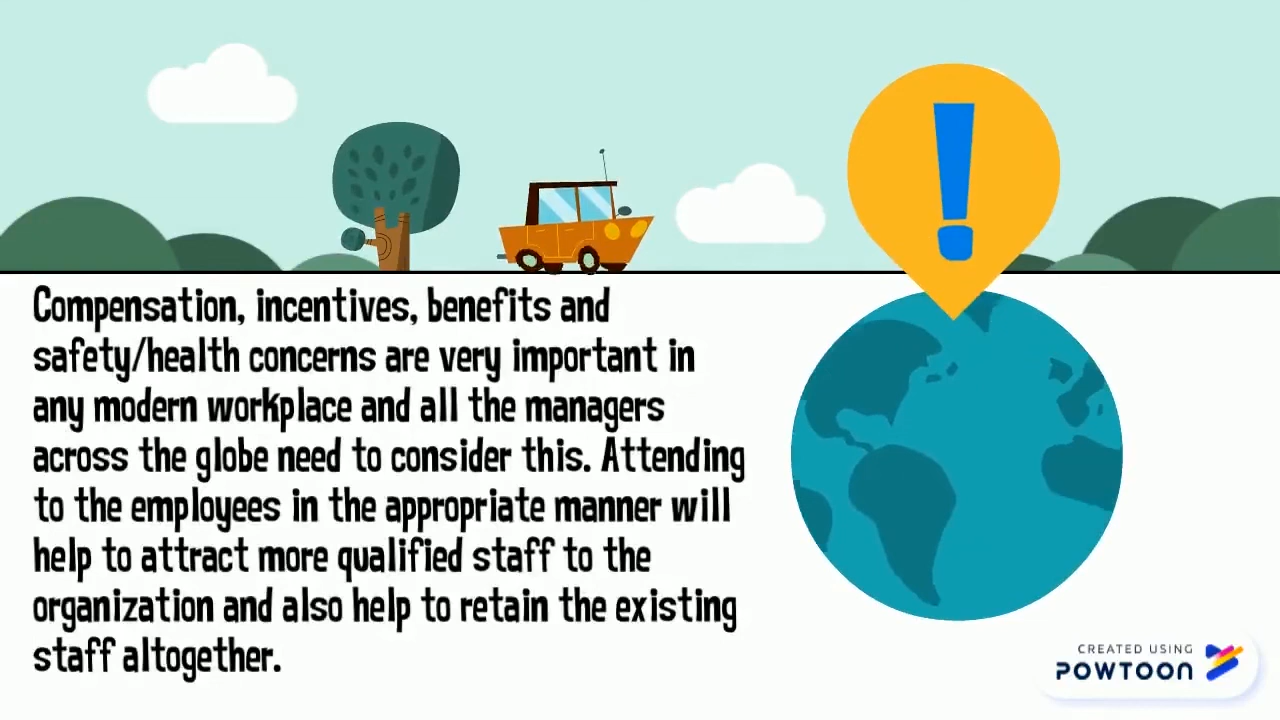 Compensation, incentives, benefits and
safety/health concerns are very important in
any modern workplace and all the managers
across the globe need to consider this. Attending
to the employees in the appropriate manner will
help to attract more qualified staff to the
organization and also help to retain the existing
staff altogether.
!
CREATED USING
POWTOON